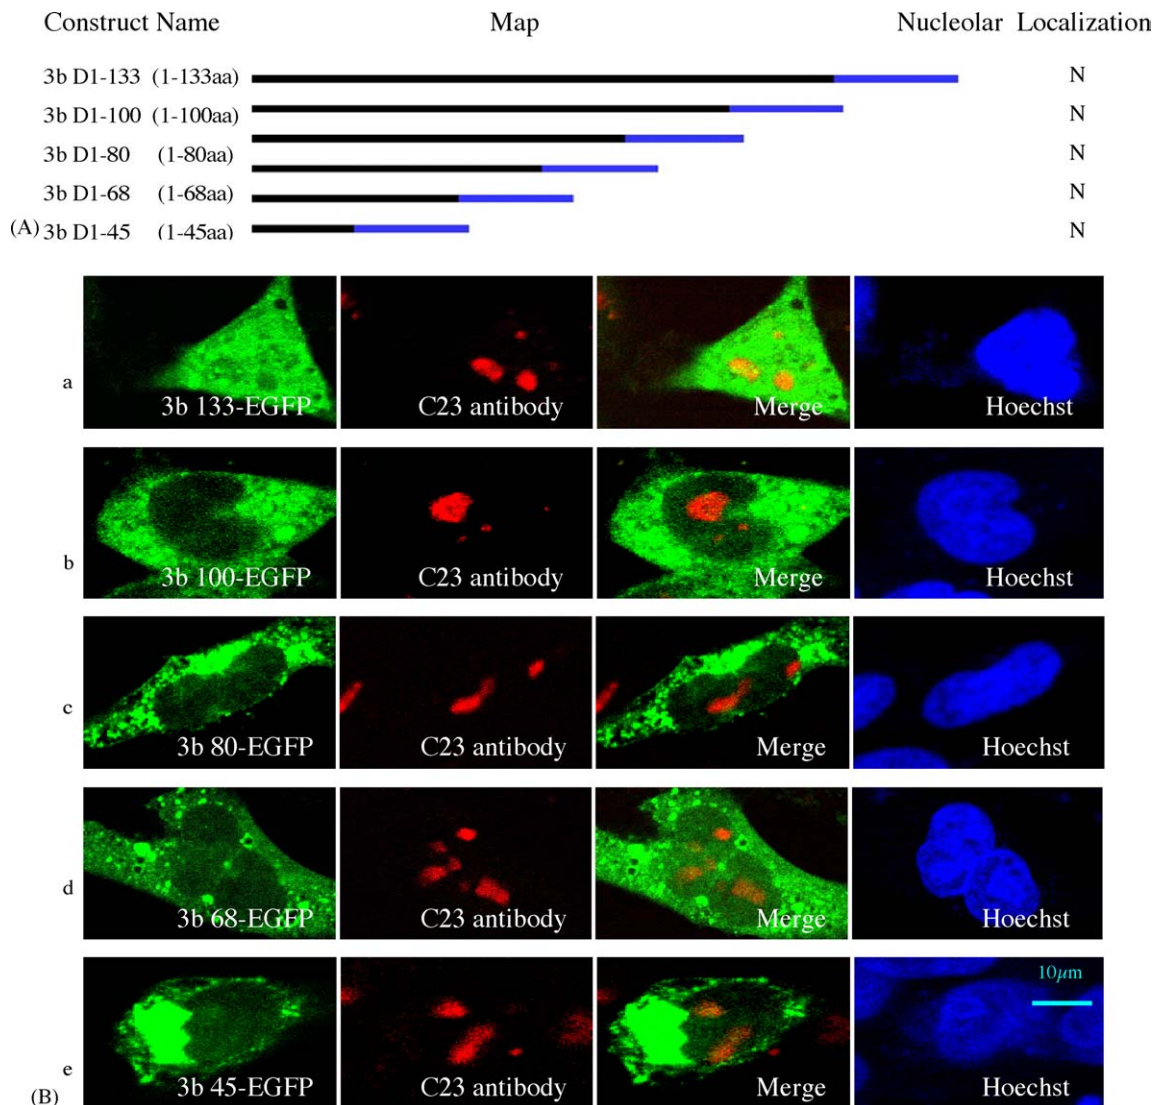 Construct Name Map Nucleolar Localization
3b D1-133 (1-133aa) N
3b D1-100 (1-100aa) N
3b D1-80 (1-80aa) N
3b D1-68 (1-68aa) N
(A) 3b D1-45 (1-45aa) N
a 3b 133-EGFP C23 antibody Merge Hoechst
b 3b 100-EGFP C23 antibody Merge Hoechst
c 3b 80-EGFP C23 antibody Merge Hoechst
d 3b 68-EGFP C23 antibody Merge Hoechst
10µm
e 3b 45-EGFP C23 antibody Merge Hoechst
(B)